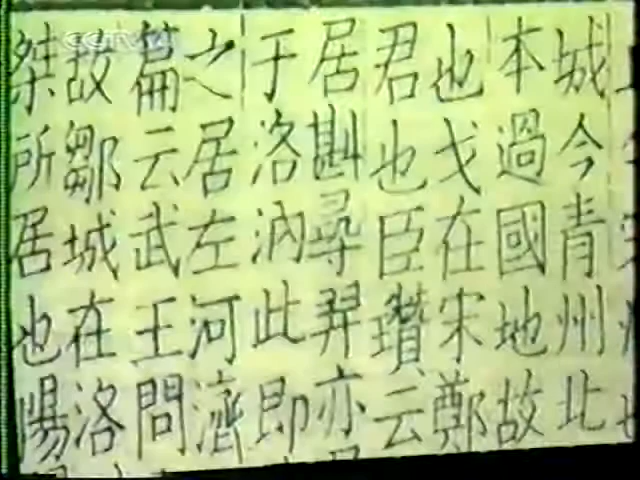 城今青州北
本過國地故
也戈在宋鄭
君也臣瓚云
居斟尋羿亦
于洛汭此即
之居左河濟
篇云武王問
故鄒城在洛
桀所居也陽
CCTV-4